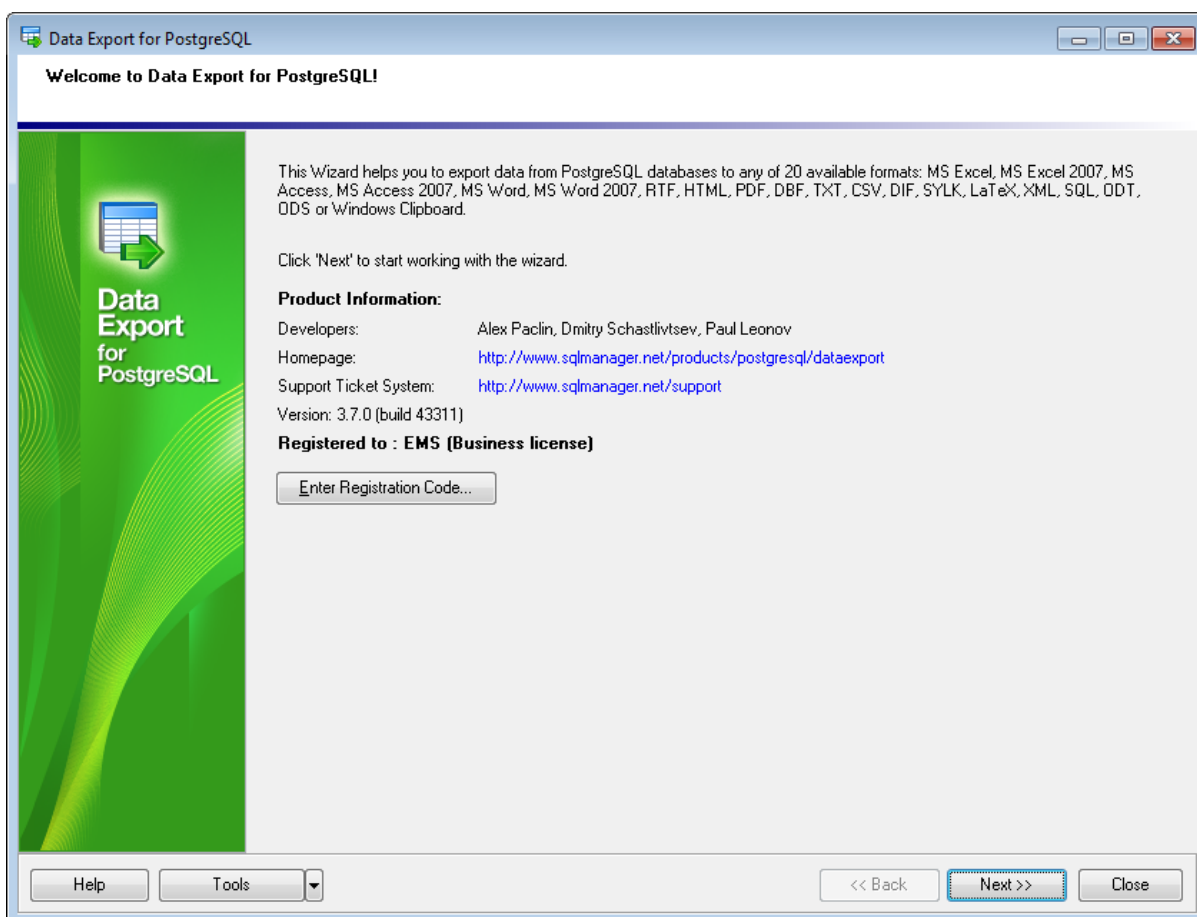 Data Export for PostgreSQL
Welcome to Data Export for PostgreSQL!
Data
Export
for
PostgreSQL
This Wizard helps you to export data from PostgreSQL databases to any of 20 available formats: MS Excel, MS Excel 2007, MS
Access, MS Access 2007, MS Word, MS Word 2007, RTF, HTML, PDF, DBF, TXT, CSV, DIF, SYLK, LaTeX, XML, SQL, ODT,
ODS or Windows Clipboard.
Click 'Next' to start working with the wizard.
Product Information:
Developers: Alex Paclin, Dmitry Schastlivtsev, Paul Leonov
Homepage: http://www.sqlmanager.net/products/postgresql/dataexport
Support Ticket System: http://www.sqlmanager.net/support
Version: 3.7.0 (build 43311)
Registered to : EMS (Business license)
Enter Registration Code...
Help Tools << Back Next >> Close